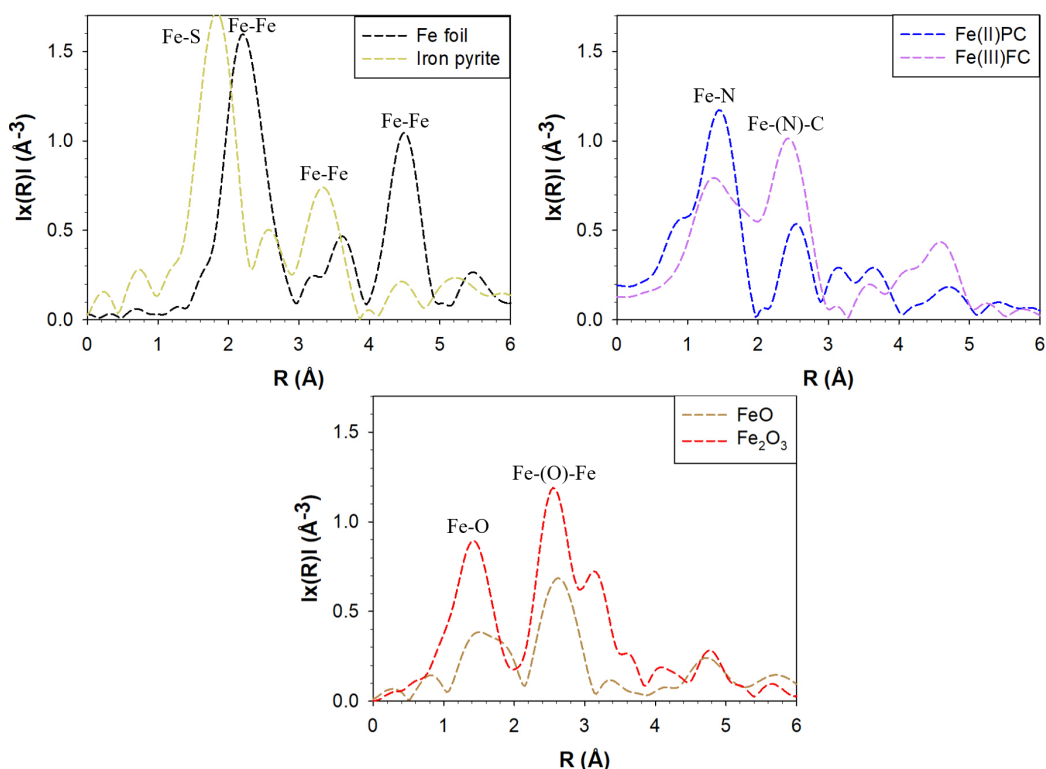 Fe-S
Fe-Fe
Fe-Fe
Fe-Fe
Fe foil
Iron pyrite
1.5
1.0
0.5
0.0
Ix(R)I (Å⁻³)
0 1 2 3 4 5 6
R (Å)
Fe-N
Fe-(N)-C
Fe(II)PC
Fe(III)FC
1.5
1.0
0.5
0.0
Ix(R)I (Å⁻³)
0 1 2 3 4 5 6
R (Å)
Fe-O
Fe-(O)-Fe
FeO
Fe₂O₃
1.5
1.0
0.5
0.0
Ix(R)I (Å⁻³)
0 1 2 3 4 5 6
R (Å)